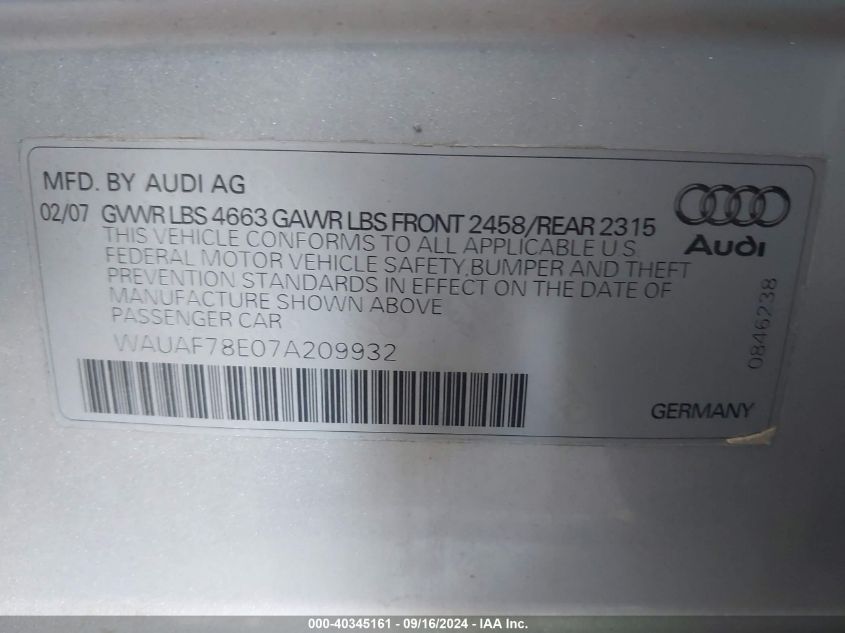 MFD. BY AUDI AG
02/07 GVWR LBS 4663 GAWR LBS FRONT 2458/REAR 2315
THIS VEHICLE CONFORMS TO ALL APPLICABLE U.S
FEDERAL MOTOR VEHICLE SAFETY,BUMPER AND THEFT
PREVENTION STANDARDS IN EFFECT ON THE DATE OF
MANUFACTURE SHOWN ABOVE
PASSENGER CAR
WAUAF78E07A209932
Audi
0846238
GERMANY
000-40345161 - 09/16/2024 - IAA Inc.